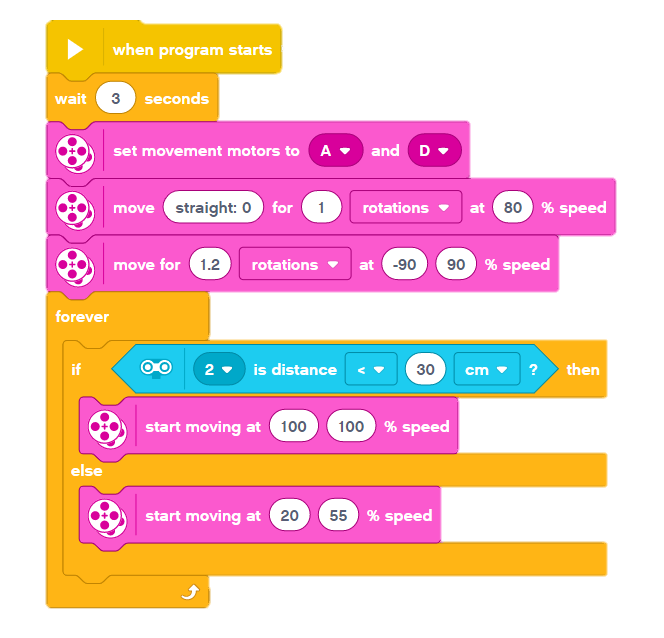 when program starts
wait 3 seconds
set movement motors to A and D
move straight: 0 for 1 rotations at 80 % speed
move for 1.2 rotations at -90 90 % speed
forever
if 2 is distance < 30 cm ? then
start moving at 100 100 % speed
else
start moving at 20 55 % speed